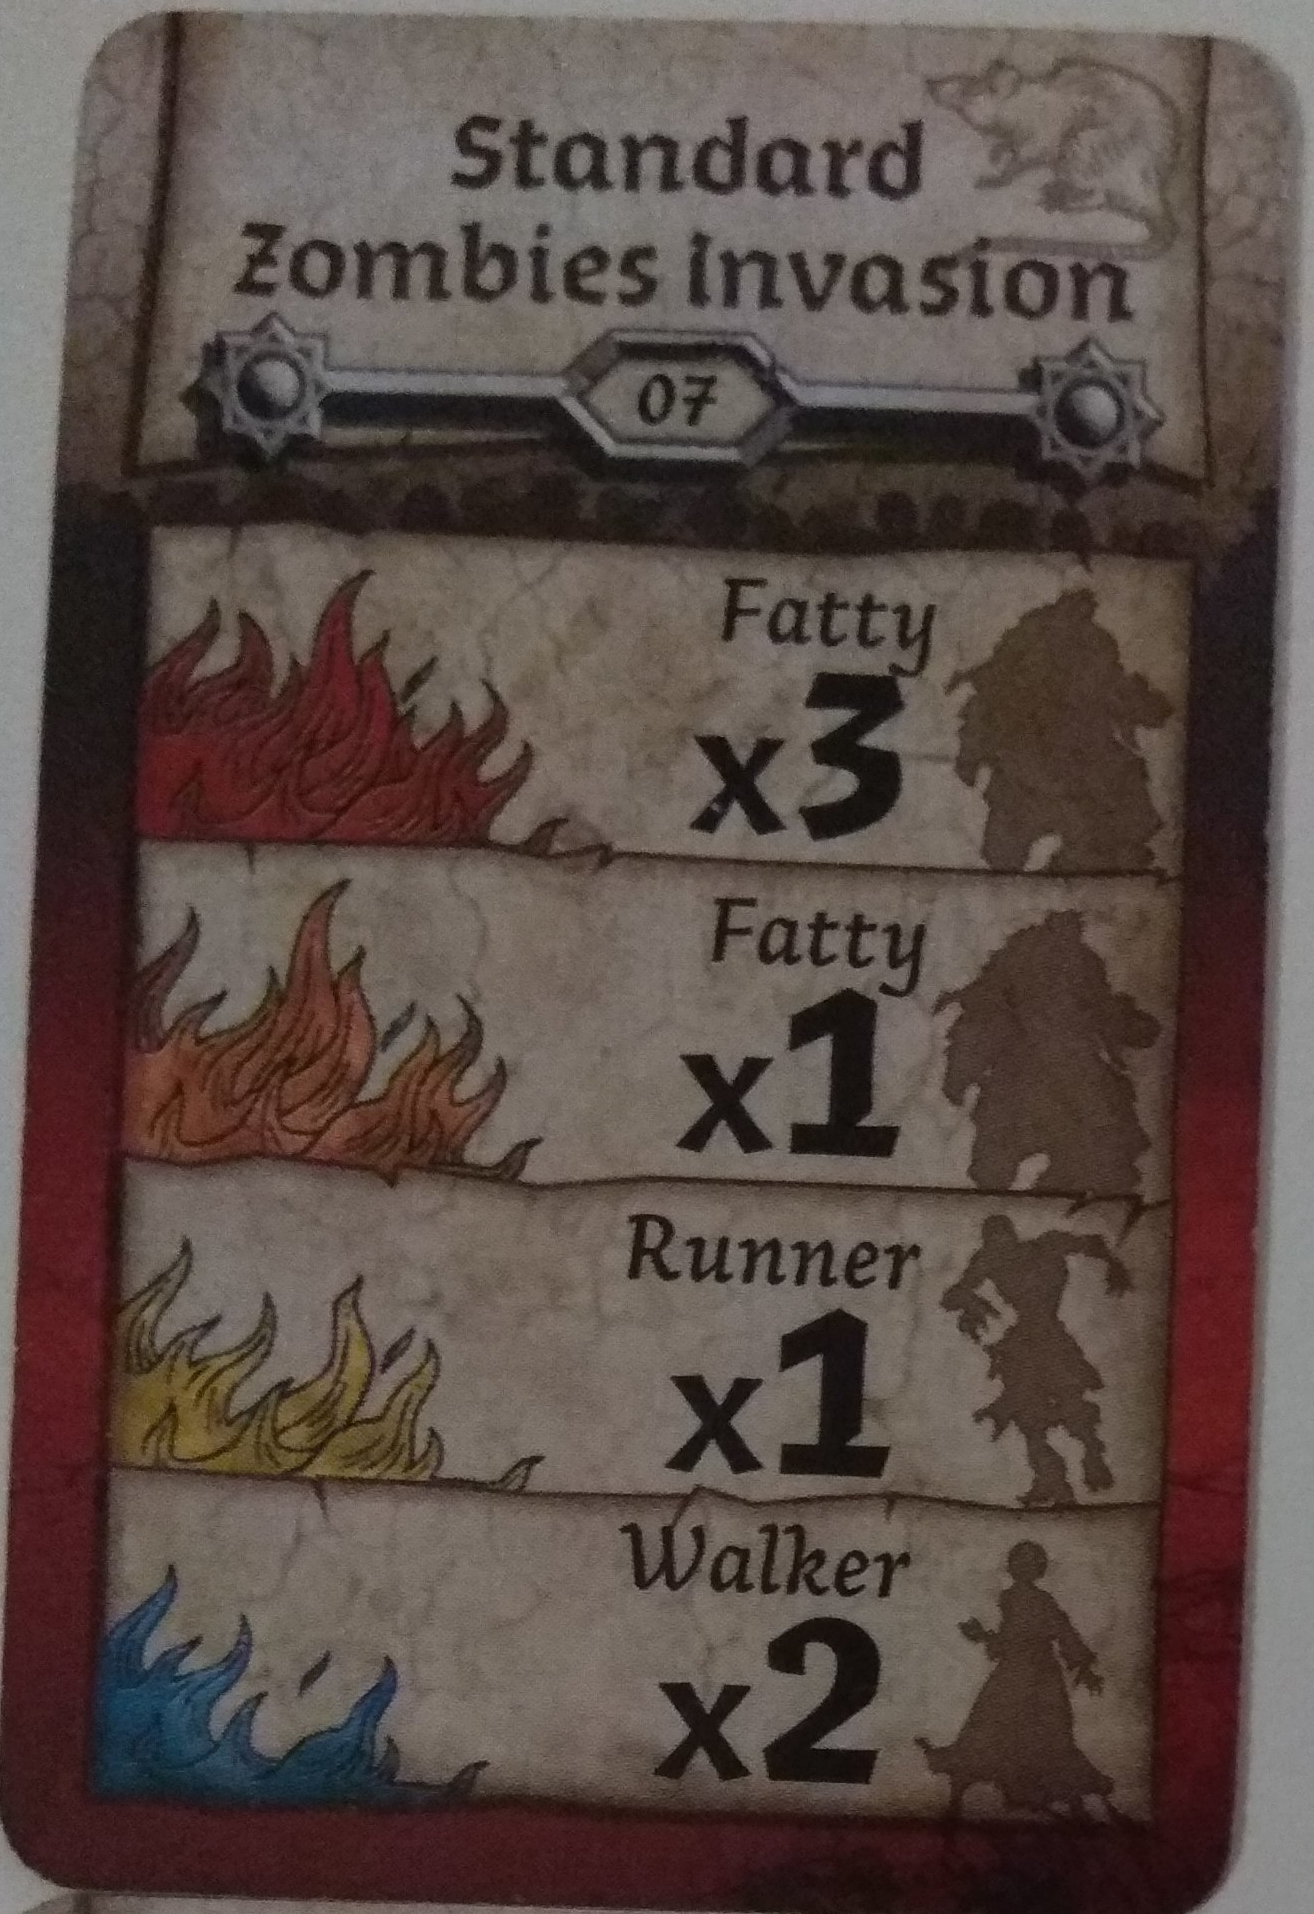 Standard
Zombies Invasion
07
Fatty
x3
Fatty
x1
Runner
x1
Walker
x2